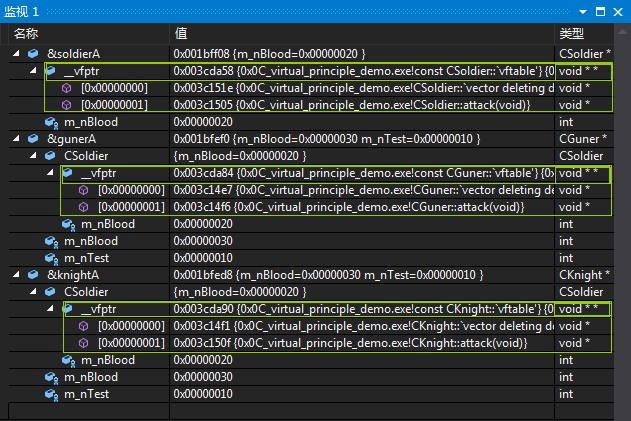 监视 1
名称 值 类型
&soldierA 0x001bff08 {m_nBlood=0x00000020 } CSoldier *
__vfptr 0x003cda58 {0x0C_virtual_principle_demo.exe!const CSoldier::`vftable'} {0 void * *
[0x00000000] 0x003c151e {0x0C_virtual_principle_demo.exe!CSoldier::`vector deleting de void *
[0x00000001] 0x003c1505 {0x0C_virtual_principle_demo.exe!CSoldier::attack(void)} void *
m_nBlood 0x00000020 int
&gunerA 0x001bfef0 {m_nBlood=0x00000030 m_nTest=0x00000010 } CGuner *
CSoldier {m_nBlood=0x00000020 } CSoldier
__vfptr 0x003cda84 {0x0C_virtual_principle_demo.exe!const CGuner::`vftable'} {0x void * *
[0x00000000] 0x003c14e7 {0x0C_virtual_principle_demo.exe!CGuner::`vector deleting des void *
[0x00000001] 0x003c14f6 {0x0C_virtual_principle_demo.exe!CGuner::attack(void)} void *
m_nBlood 0x00000020 int
m_nBlood 0x00000030 int
m_nTest 0x00000010 int
&knightA 0x001bfed8 {m_nBlood=0x00000030 m_nTest=0x00000010 } CKnight *
CSoldier {m_nBlood=0x00000020 } CSoldier
__vfptr 0x003cda90 {0x0C_virtual_principle_demo.exe!const CKnight::`vftable'} {0 void * *
[0x00000000] 0x003c14f1 {0x0C_virtual_principle_demo.exe!CKnight::`vector deleting de void *
[0x00000001] 0x003c150f {0x0C_virtual_principle_demo.exe!CKnight::attack(void)} void *
m_nBlood 0x00000020 int
m_nBlood 0x00000030 int
m_nTest 0x00000010 int